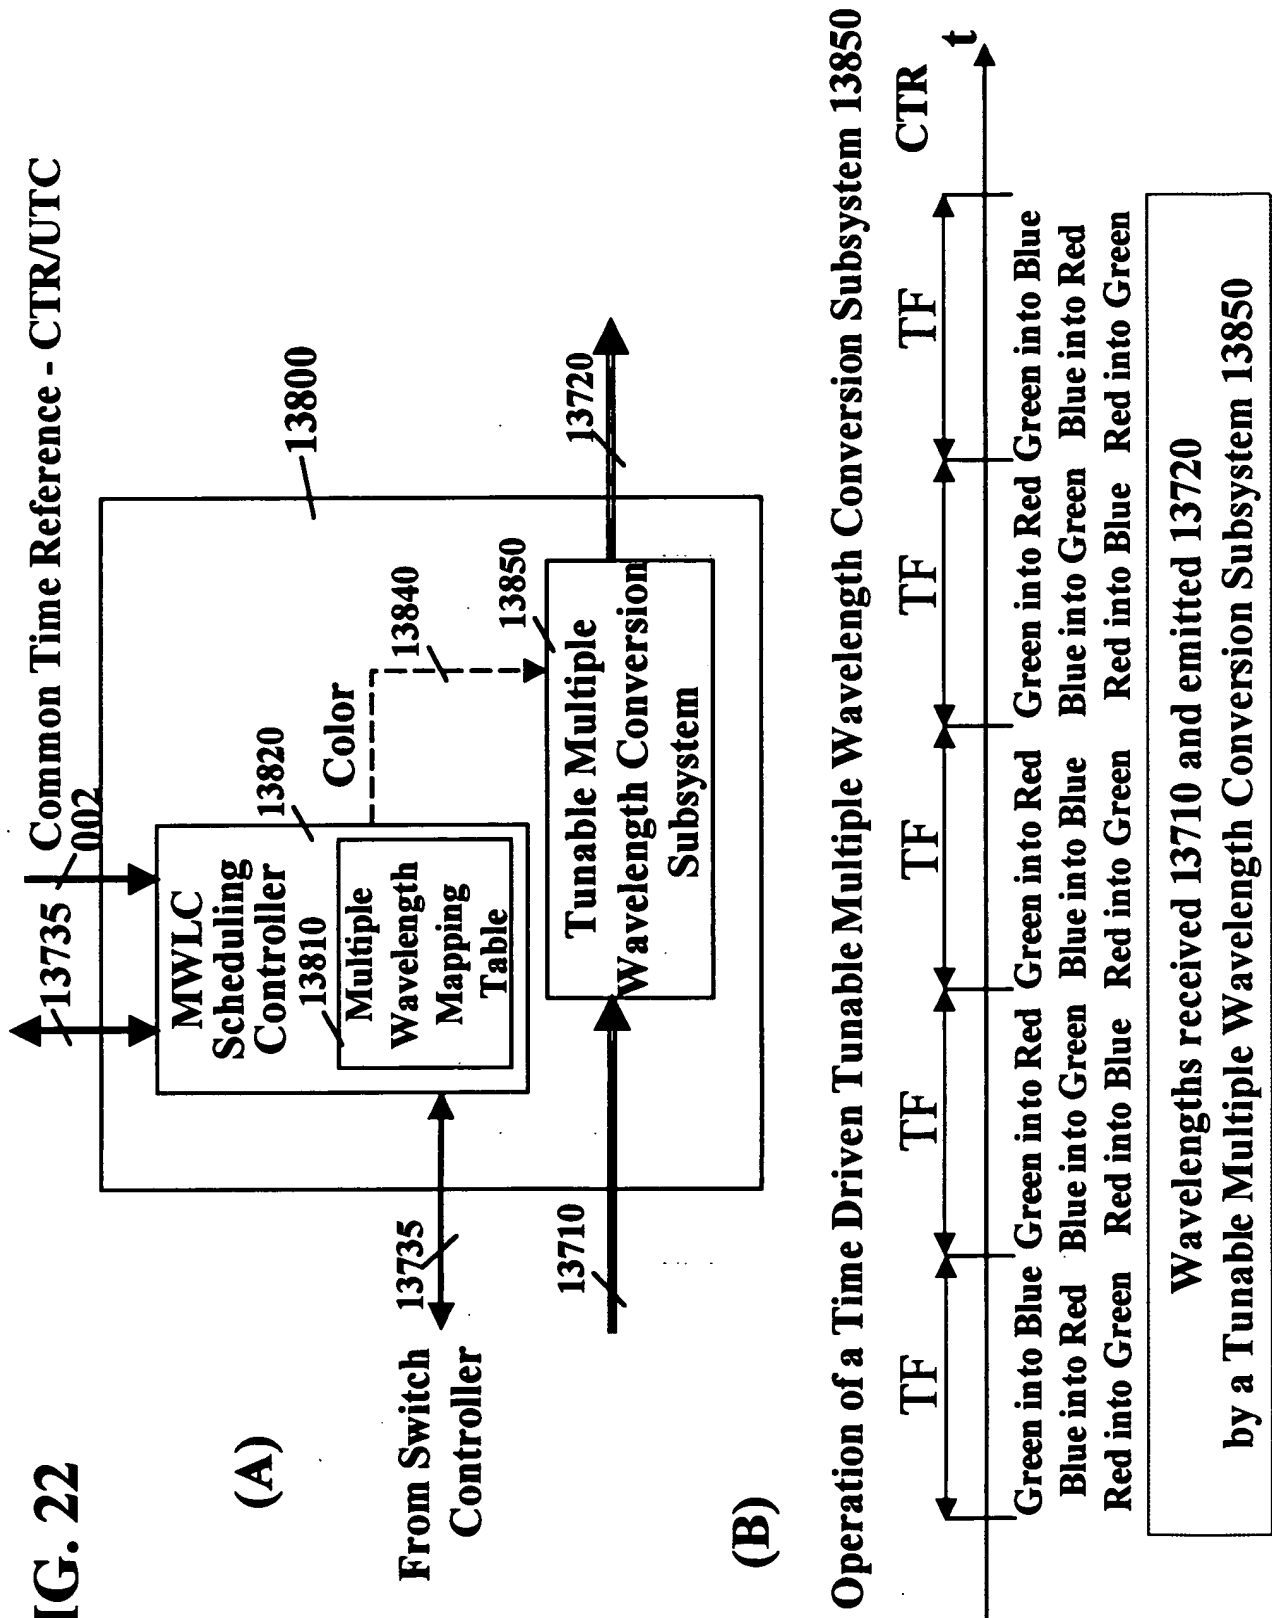 IG. 22
(A)
Common Time Reference - CTR/UTC
13735
002
13800
MWLC
Scheduling
Controller
13820
13810
Multiple
Wavelength
Mapping
Table
Color
13840
13850
From Switch
Controller
13735
13710
Tunable Multiple
Wavelength Conversion
Subsystem
13720
(B)
Operation of a Time Driven Tunable Multiple Wavelength Conversion Subsystem 13850
TF
TF
TF
TF
TF
CTR
t
Green into Blue
Blue into Red
Red into Green
Green into Red
Blue into Green
Red into Blue
Green into Red
Blue into Blue
Red into Green
Green into Red
Blue into Green
Red into Blue
Green into Blue
Blue into Red
Red into Green
Wavelengths received 13710 and emitted 13720
by a Tunable Multiple Wavelength Conversion Subsystem 13850